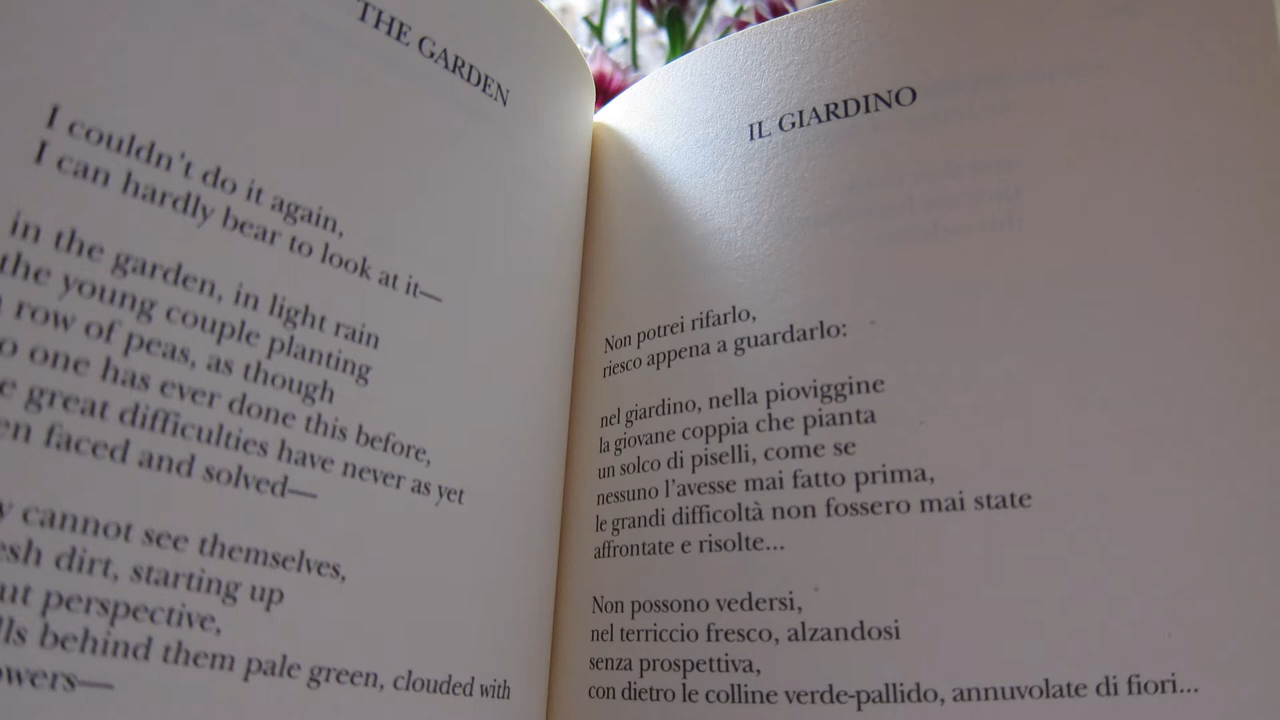 THE GARDEN
I couldn't do it again,
I can hardly bear to look at it—
in the garden, in light rain
the young couple planting
row of peas, as though
one has ever done this before,
great difficulties have never as yet
faced and solved—
cannot see themselves,
dirt, starting up
perspective,
behind them pale green, clouded with
IL GIARDINO
Non potrei rifarlo,
riesco appena a guardarlo:
nel giardino, nella pioviggine
la giovane coppia che pianta
un solco di piselli, come se
nessuno l'avesse mai fatto prima,
le grandi difficoltà non fossero mai state
affrontate e risolte...
Non possono vedersi,
nel terriccio fresco, alzandosi
senza prospettiva,
con dietro le colline verde-pallido, annuvolate di fiori...